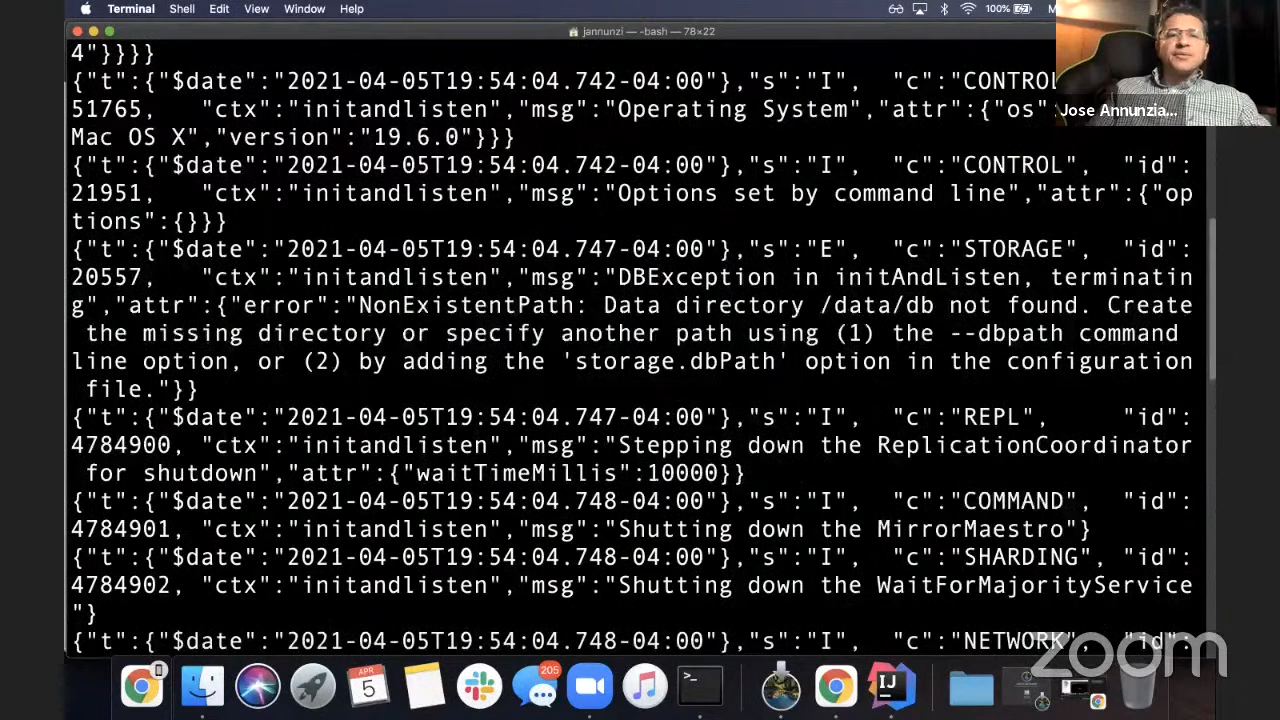 Terminal Shell Edit View Window Help 100%
jannunzi — -bash — 78×22
4"}}}}
{"t":{"$date":"2021-04-05T19:54:04.742-04:00"},"s":"I", "c":"CONTROL
51765, "ctx":"initandlisten","msg":"Operating System","attr":{"os"
Mac OS X","version":"19.6.0"}}}
{"t":{"$date":"2021-04-05T19:54:04.742-04:00"},"s":"I", "c":"CONTROL", "id":
21951, "ctx":"initandlisten","msg":"Options set by command line","attr":{"op
tions":{}}}
{"t":{"$date":"2021-04-05T19:54:04.747-04:00"},"s":"E", "c":"STORAGE", "id":
20557, "ctx":"initandlisten","msg":"DBException in initAndListen, terminatin
g","attr":{"error":"NonExistentPath: Data directory /data/db not found. Create
the missing directory or specify another path using (1) the --dbpath command
line option, or (2) by adding the 'storage.dbPath' option in the configuration
file."}}
{"t":{"$date":"2021-04-05T19:54:04.747-04:00"},"s":"I", "c":"REPL", "id":
4784900, "ctx":"initandlisten","msg":"Stepping down the ReplicationCoordinator
for shutdown","attr":{"waitTimeMillis":10000}}
{"t":{"$date":"2021-04-05T19:54:04.748-04:00"},"s":"I", "c":"COMMAND", "id":
4784901, "ctx":"initandlisten","msg":"Shutting down the MirrorMaestro"}
{"t":{"$date":"2021-04-05T19:54:04.748-04:00"},"s":"I", "c":"SHARDING", "id":
4784902, "ctx":"initandlisten","msg":"Shutting down the WaitForMajorityService
"}
{"t":{"$date":"2021-04-05T19:54:04.748-04:00"},"s":"I", "c":"NETWORK", "id":
Jose Annunzia...
zoom
APR
5
205
>_
IJ